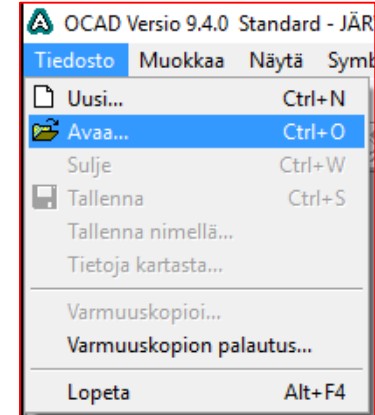 OCAD Versio 9.4.0 Standard - JÄR
Tiedosto Muokkaa Näytä Symb
Uusi... Ctrl+N
Avaa... Ctrl+O
Sulje Ctrl+W
Tallenna Ctrl+S
Tallenna nimellä...
Tietoja kartasta...
Varmuuskopioi...
Varmuuskopion palautus...
Lopeta Alt+F4